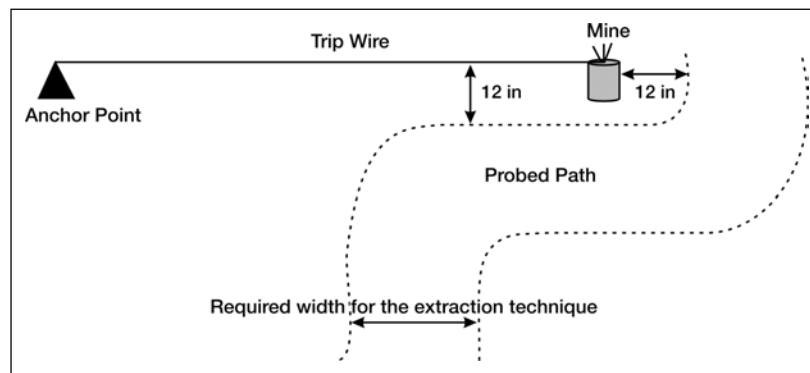 Mine
Trip Wire
12 in
12 in
Anchor Point
Probed Path
Required width for the extraction technique